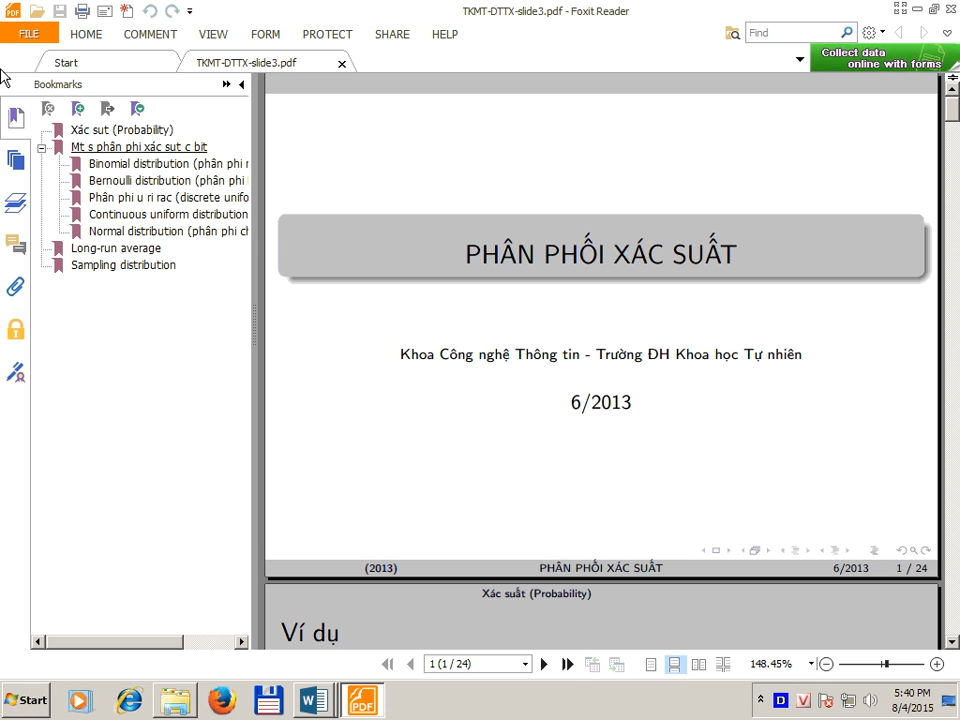 TKMT-DTTX-slide3.pdf - Foxit Reader
FILE HOME COMMENT VIEW FORM PROTECT SHARE HELP
Find
Start
TKMT-DTTX-slide3.pdf
Collect data
online with forms
Bookmarks
Xác sut (Probability)
Mt s phân phi xác sut c bit
Binomial distribution (phân phi
Bernoulli distribution (phân phi
Phân phi u ri rac (discrete unifo
Continuous uniform distribution
Normal distribution (phân phi ch
Long-run average
Sampling distribution
PHÂN PHỐI XÁC SUẤT
Khoa Công nghệ Thông tin - Trường ĐH Khoa học Tự nhiên
6/2013
(2013) PHÂN PHỐI XÁC SUẤT 6/2013 1 / 24
Xác suất (Probability)
Ví dụ
1 (1 / 24)
148.45%
Start
PDF
D
5:40 PM
8/4/2015